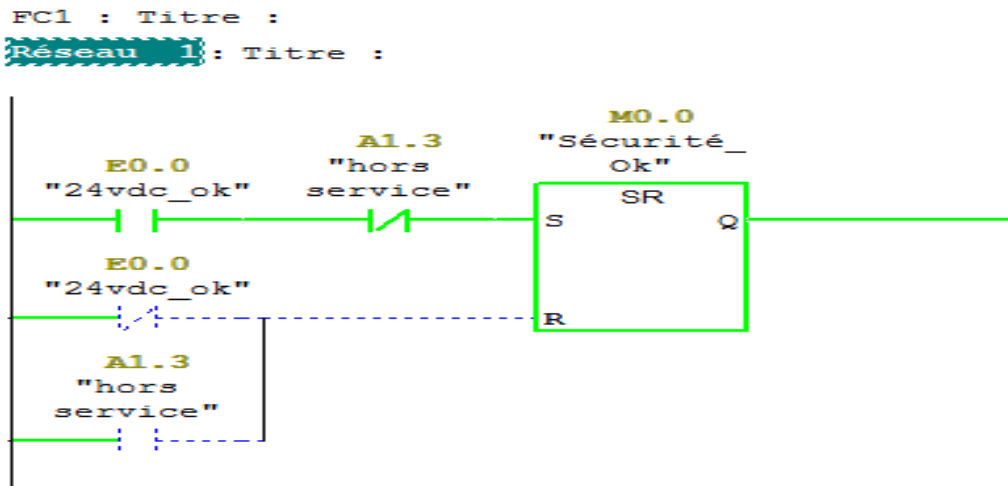 FC1 : Titre :
Réseau 1 : Titre :
M0.0
"Sécurité_
Ok"
A1.3
"hors
service"
E0.0
"24vdc_ok"
SR
S
Q
E0.0
"24vdc_ok"
R
A1.3
"hors
service"